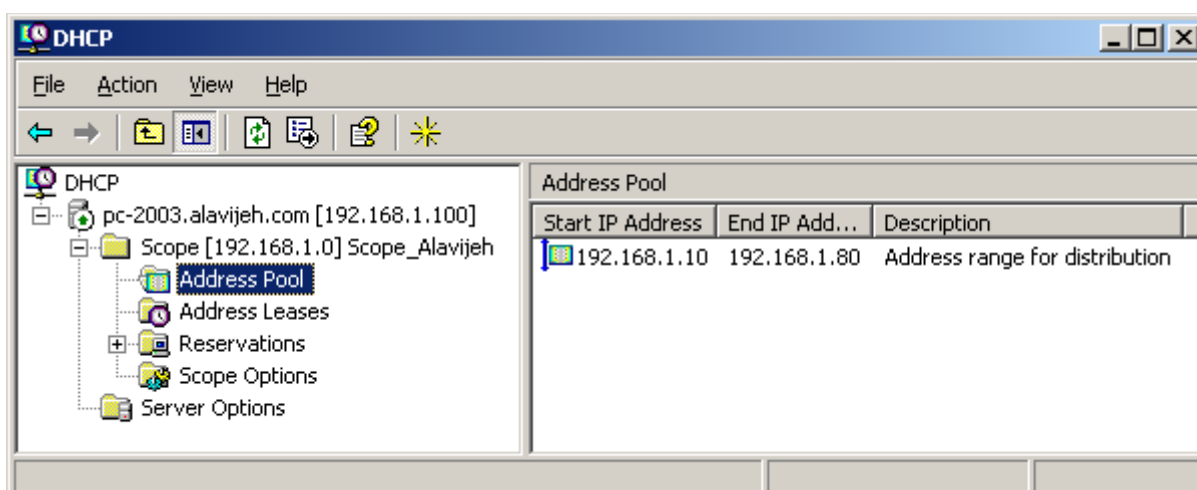 DHCP
File Action View Help
DHCP
pc-2003.alavijeh.com [192.168.1.100]
Scope [192.168.1.0] Scope_Alavijeh
Address Pool
Address Leases
Reservations
Scope Options
Server Options
Address Pool
Start IP Address End IP Add... Description
192.168.1.10 192.168.1.80 Address range for distribution